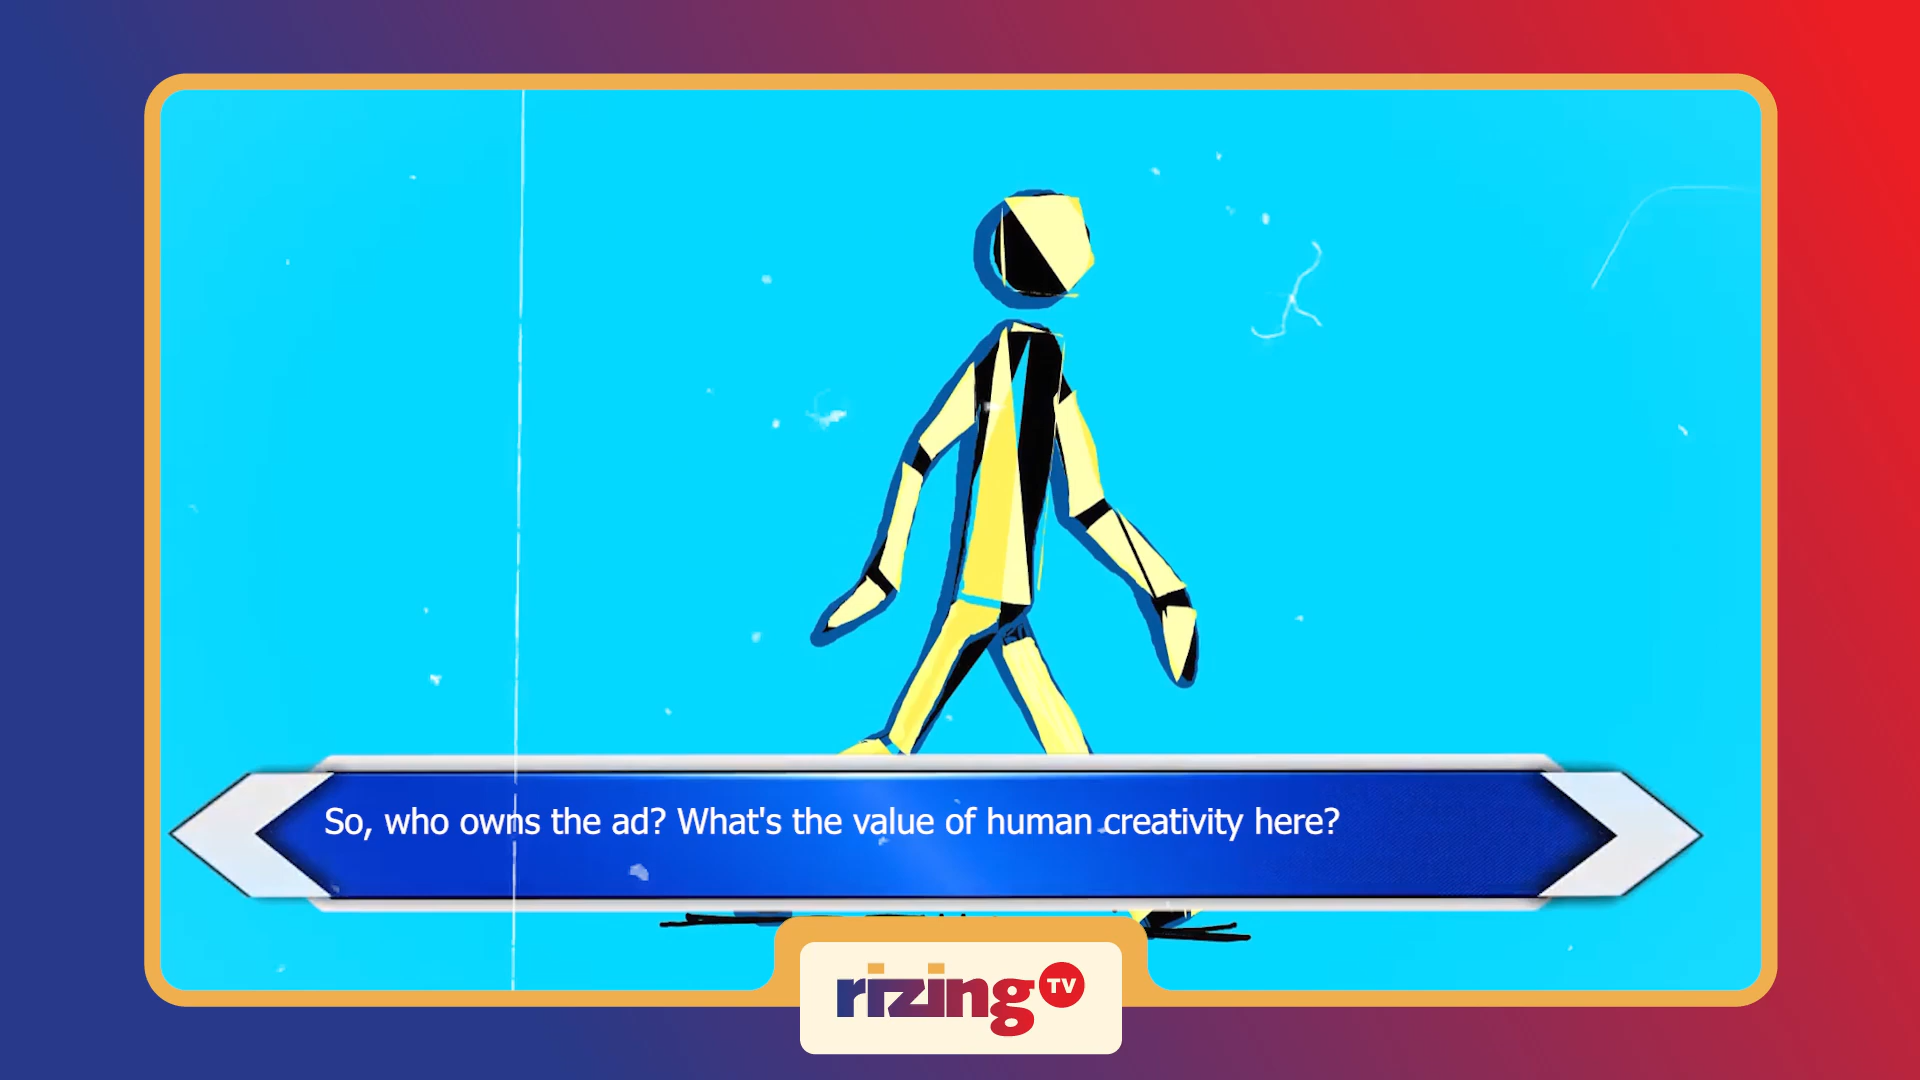 So, who owns the ad? What's the value of human creativity here?
rizing TV